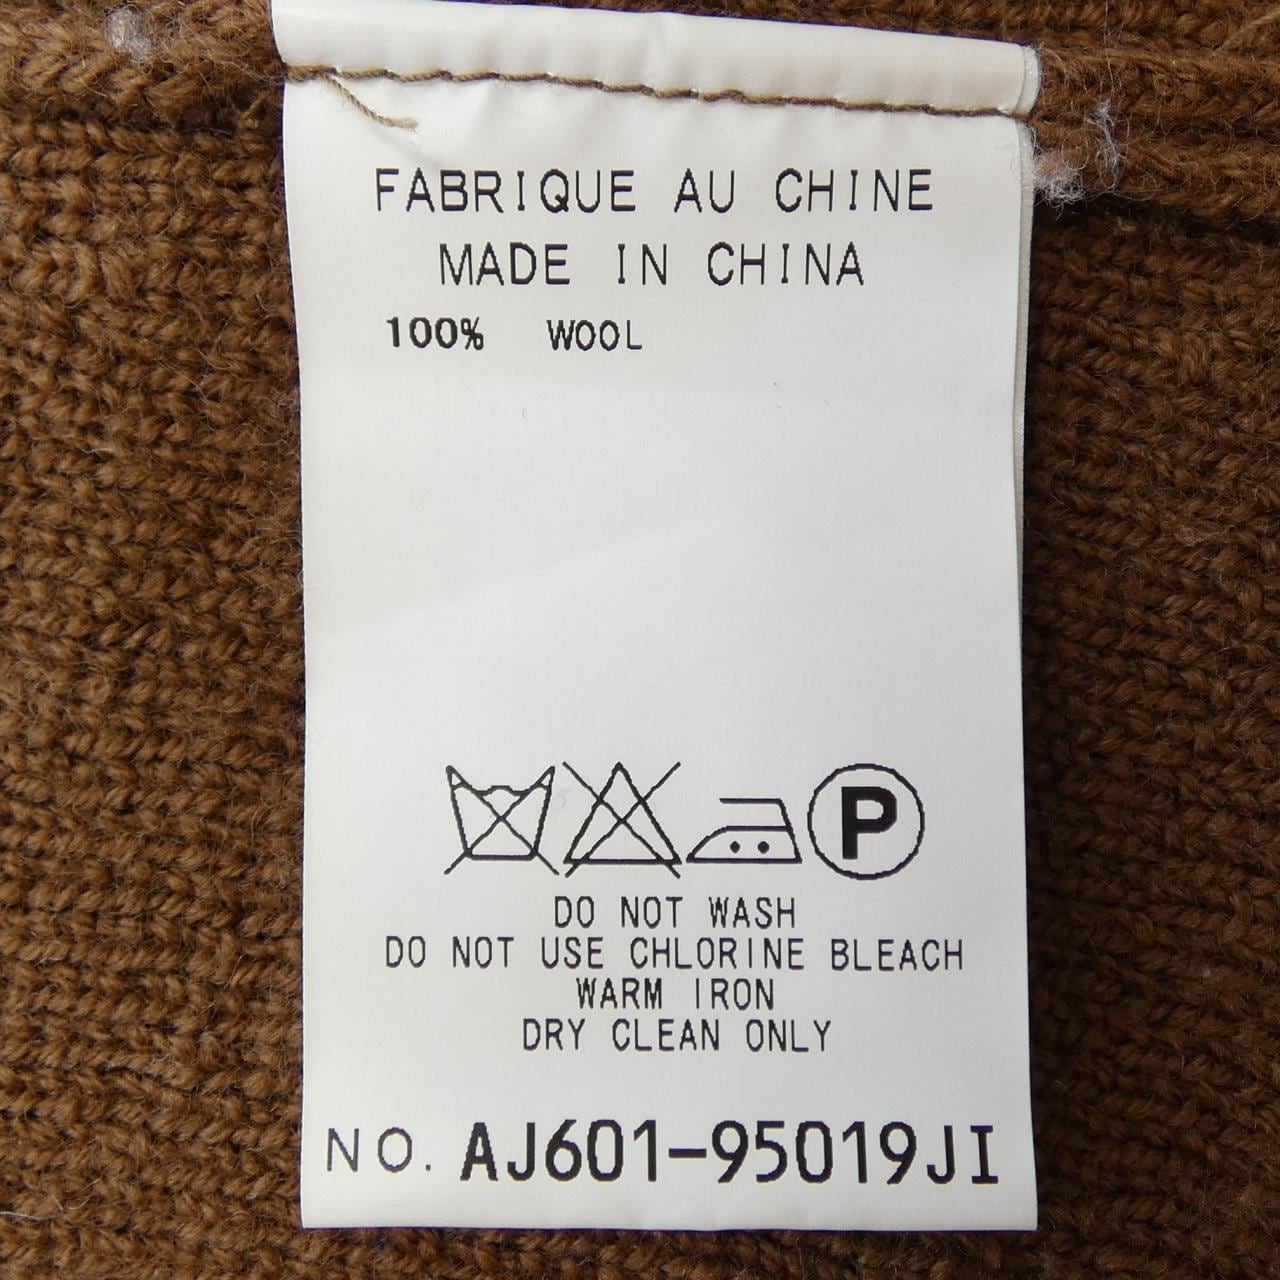 FABRIQUE AU CHINE
MADE IN CHINA
100% WOOL
P
DO NOT WASH
DO NOT USE CHLORINE BLEACH
WARM IRON
DRY CLEAN ONLY
NO. AJ601-95019JI